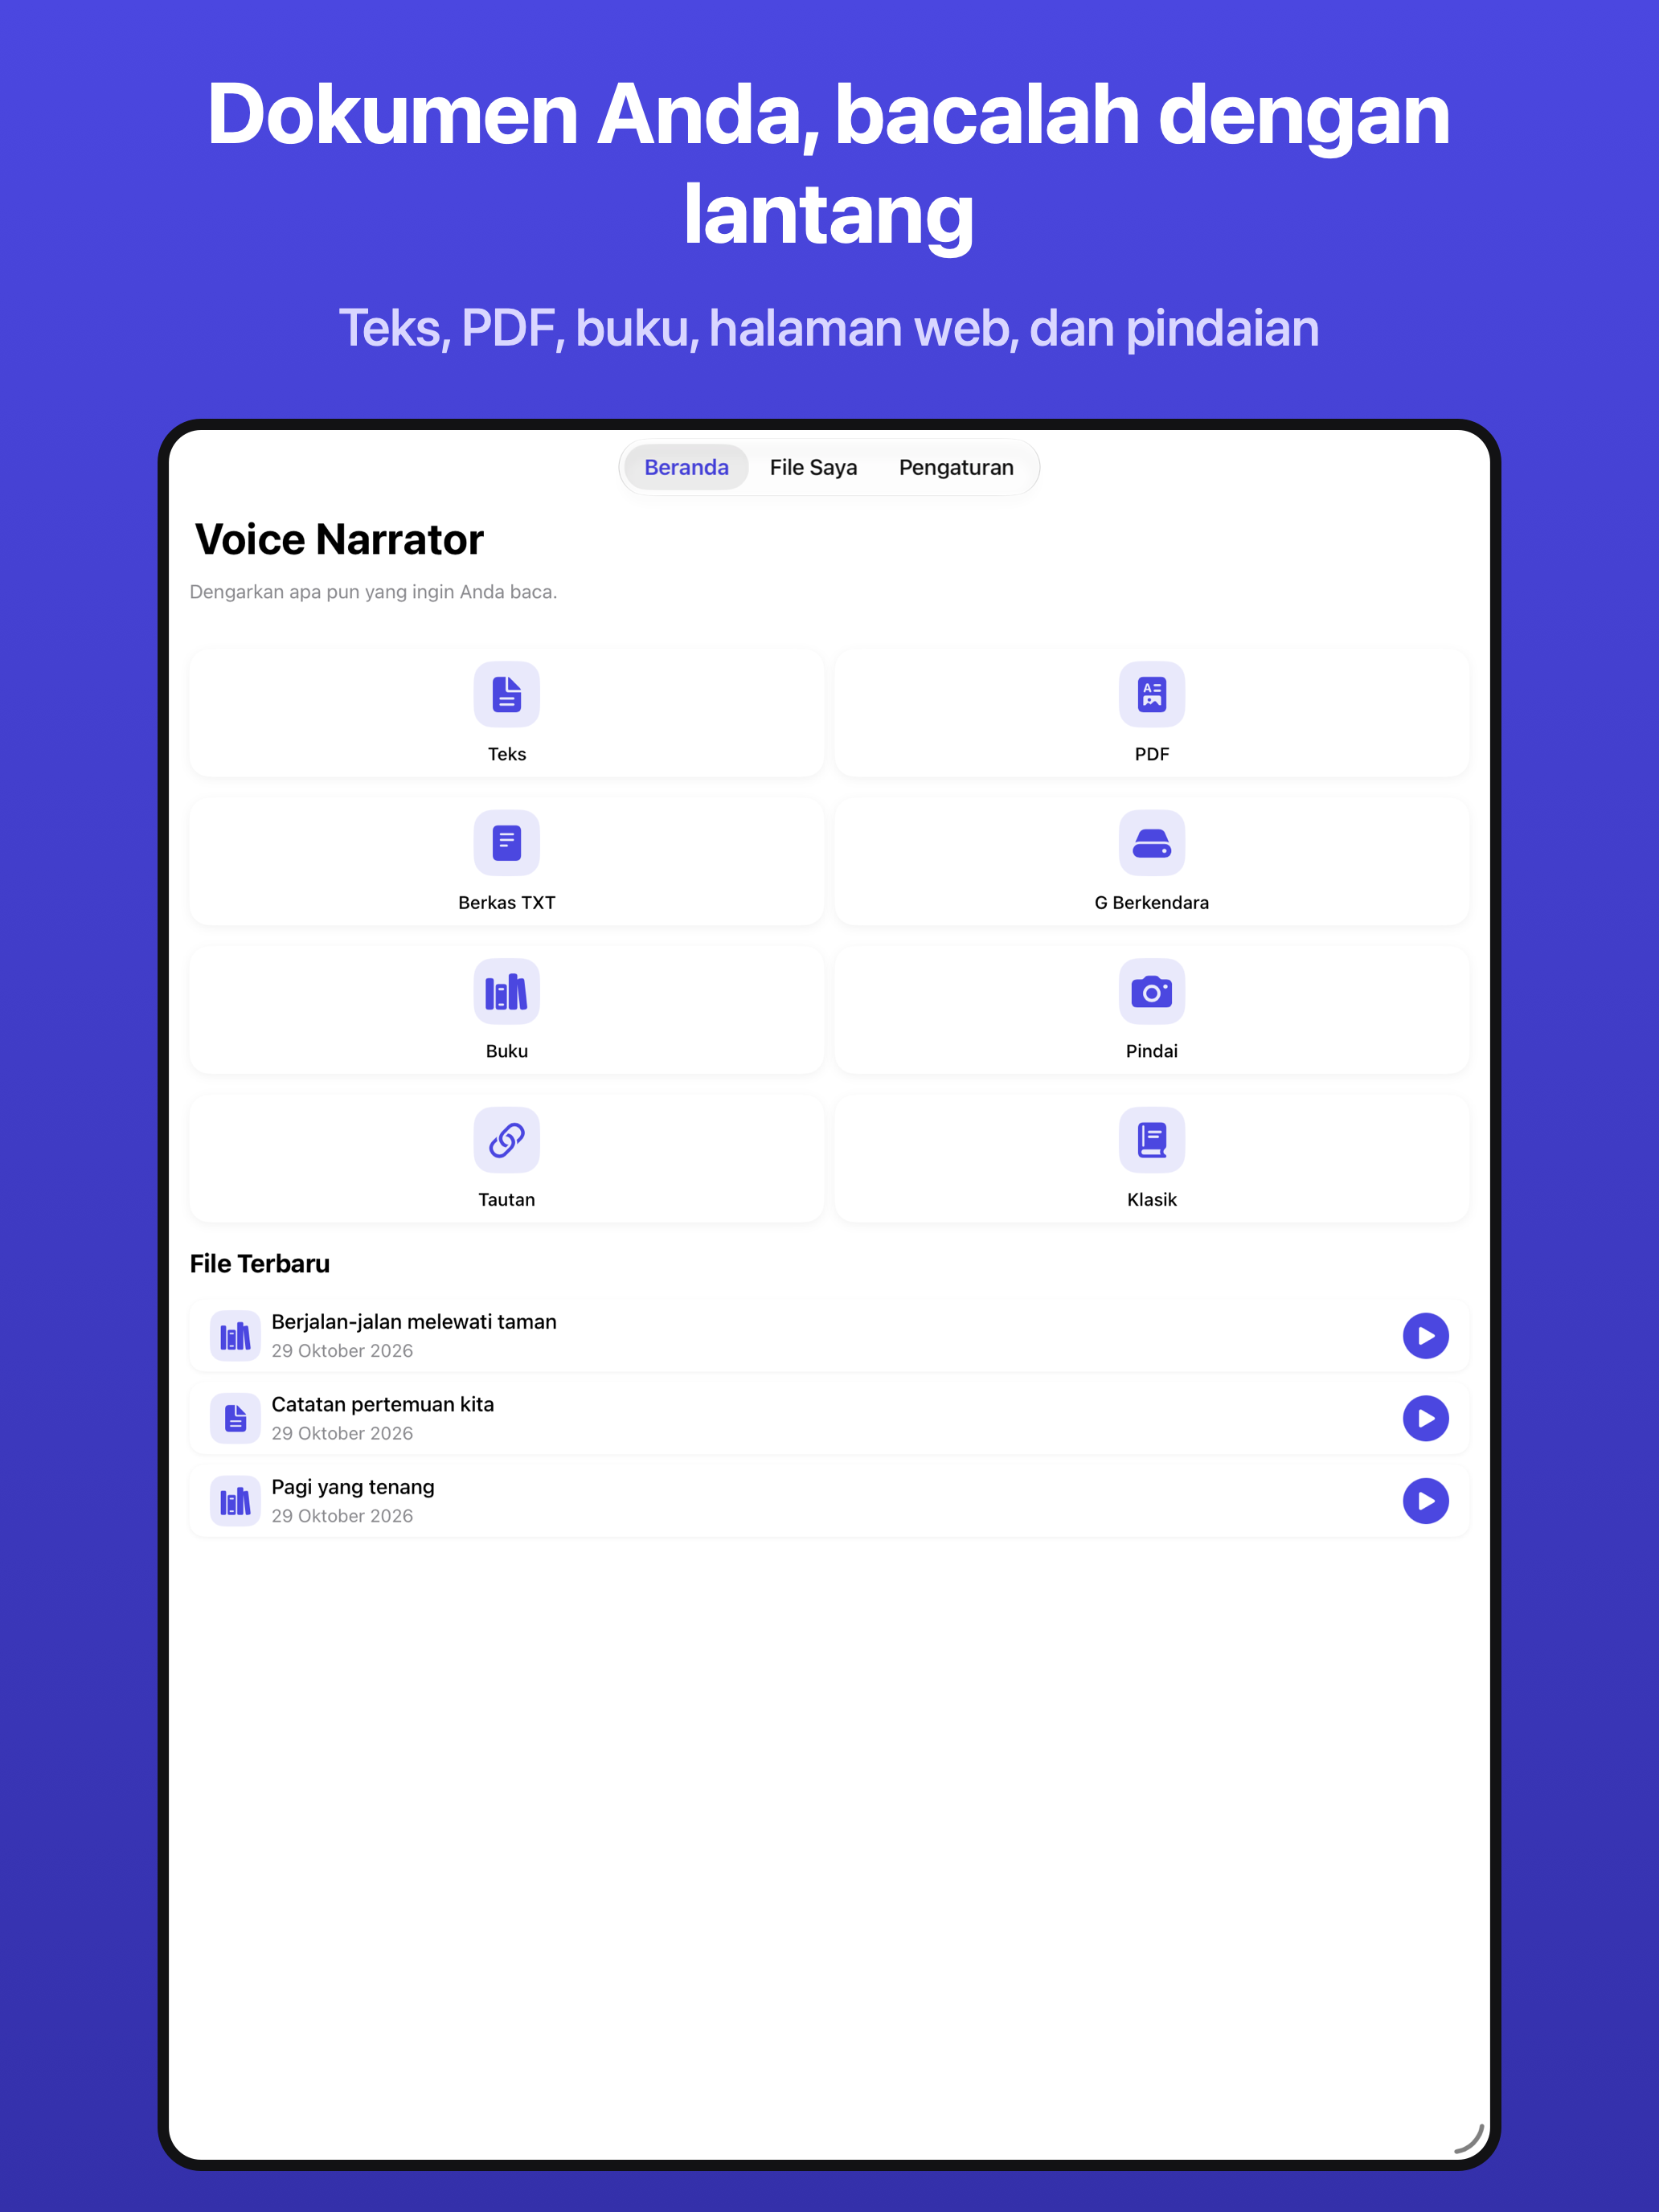 Dokumen Anda, bacalah dengan
lantang
Teks, PDF, buku, halaman web, dan pindaian
Beranda File Saya Pengaturan
Voice Narrator
Dengarkan apa pun yang ingin Anda baca.
Teks PDF
Berkas TXT G Berkendara
Buku Pindai
Tautan Klasik
File Terbaru
Berjalan-jalan melewati taman
29 Oktober 2026
Catatan pertemuan kita
29 Oktober 2026
Pagi yang tenang
29 Oktober 2026